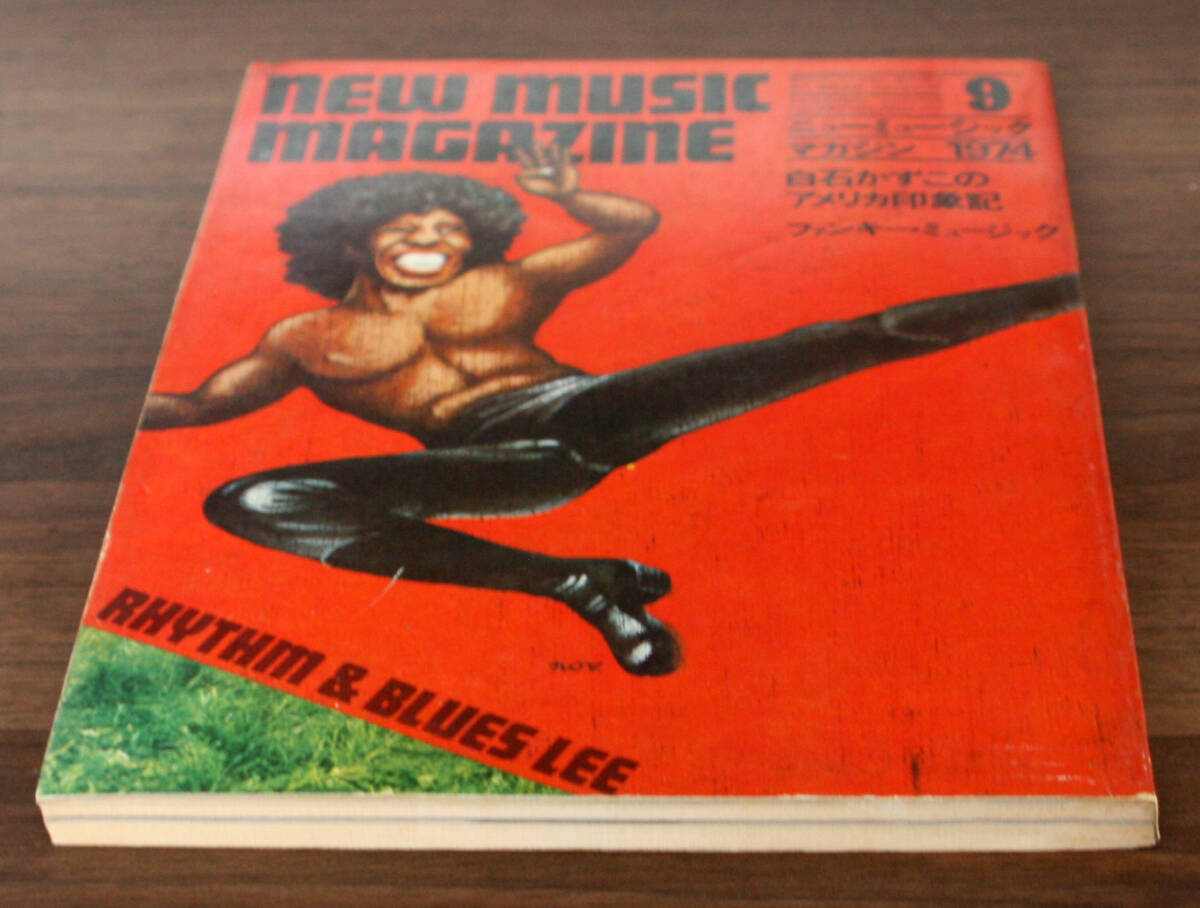 NEW MUSIC
MAGAZINE
9
ニューミュージック
マガジン 1974
白石かずこの
アメリカ印象記
ファンキー・ミュージック
RHYTHM & BLUES LEE